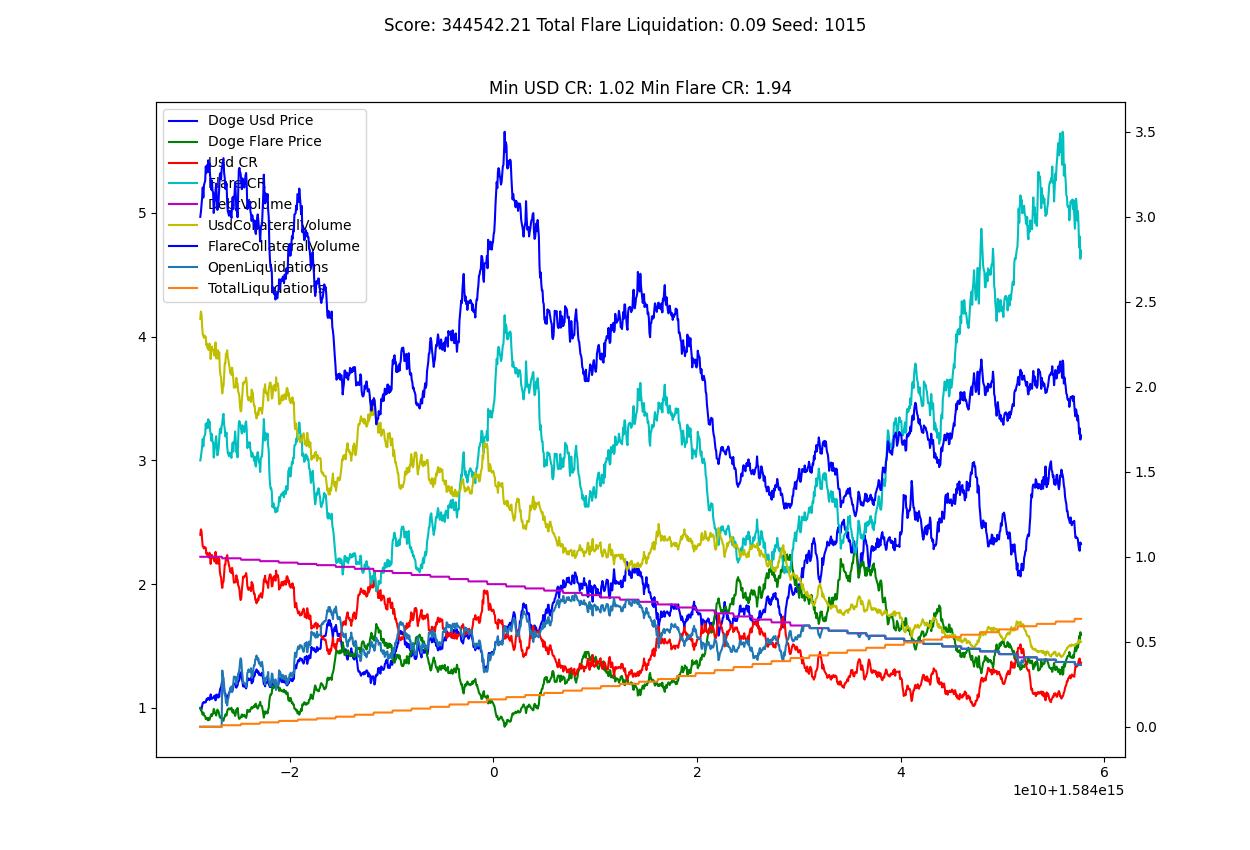 Score: 344542.21 Total Flare Liquidation: 0.09 Seed: 1015
Min USD CR: 1.02 Min Flare CR: 1.94
Doge Usd Price
Doge Flare Price
Usd CR
Flare CR
DebtVolume
UsdCollateralVolume
FlareCollateralVolume
OpenLiquidations
TotalLiquidations
5
4
3
2
1
3.5
3.0
2.5
2.0
1.5
1.0
0.5
0.0
−2
0
2
4
6
1e10+1.584e15